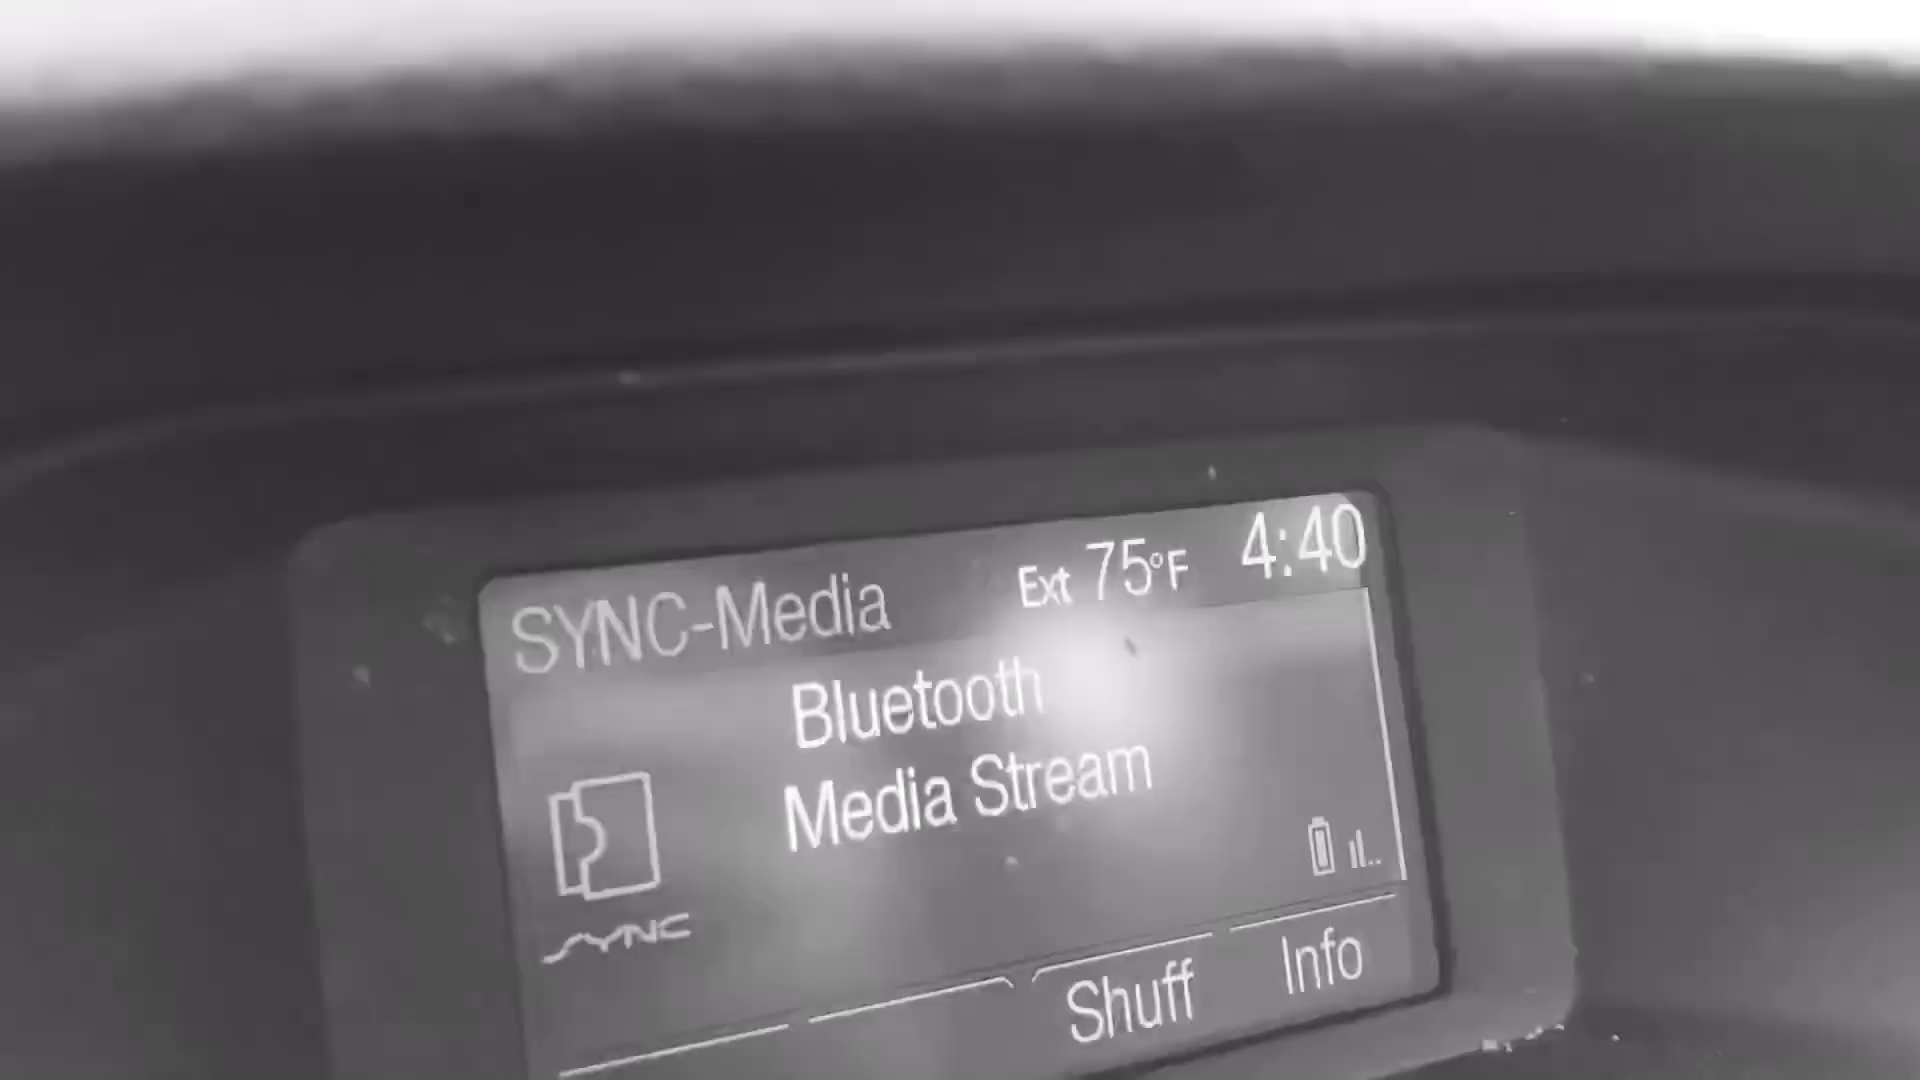 SYNC-Media Ext 75°F 4:40
Bluetooth
Media Stream
SYNC
Shuff Info